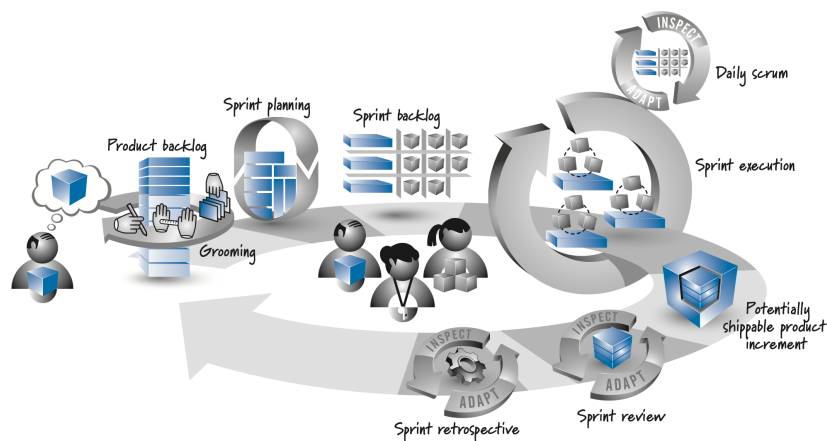 INSPECT
ADAPT
Daily scrum
Sprint planning
Sprint backlog
Product backlog
Sprint execution
Grooming
Potentially
shippable product
increment
INSPECT
ADAPT
Sprint review
INSPECT
ADAPT
Sprint retrospective